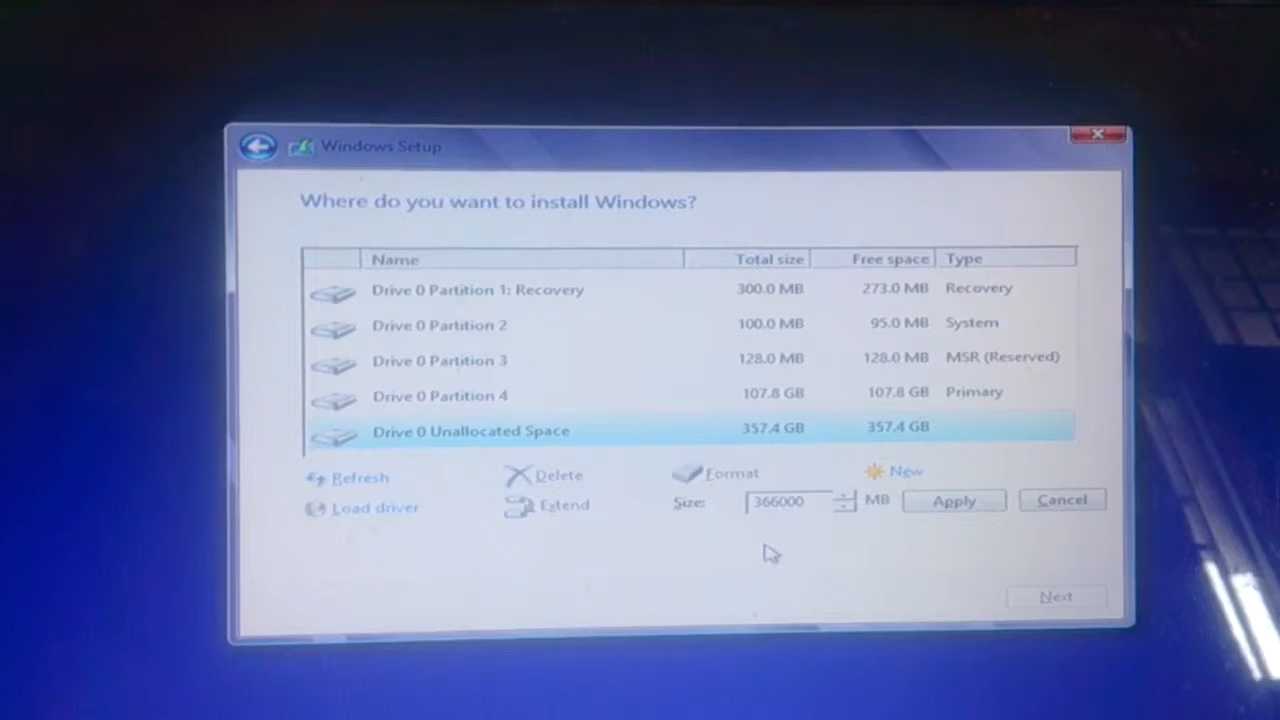 Windows Setup
Where do you want to install Windows?
Name Total size Free space Type
Drive 0 Partition 1: Recovery 300.0 MB 273.0 MB Recovery
Drive 0 Partition 2 100.0 MB 95.0 MB System
Drive 0 Partition 3 128.0 MB 128.0 MB MSR (Reserved)
Drive 0 Partition 4 107.8 GB 107.8 GB Primary
Drive 0 Unallocated Space 357.4 GB 357.4 GB
Refresh Delete Format New
Load driver Extend Size: 366000 MB Apply Cancel
Next